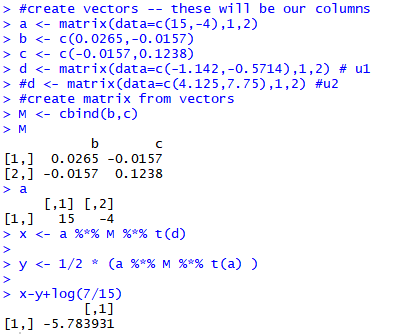 > #create vectors -- these will be our columns
> a <- matrix(data=c(15,-4),1,2)
> b <- c(0.0265,-0.0157)
> c <- c(-0.0157,0.1238)
> d <- matrix(data=c(-1.142,-0.5714),1,2) # u1
> #d <- matrix(data=c(4.125,7.75),1,2) #u2
> #create matrix from vectors
> M <- cbind(b,c)
> M
b c
[1,] 0.0265 -0.0157
[2,] -0.0157 0.1238
> a
[,1] [,2]
[1,] 15 -4
> x <- a %*% M %*% t(d)
>
> y <- 1/2 * (a %*% M %*% t(a) )
>
> x-y+log(7/15)
[,1]
[1,] -5.783931